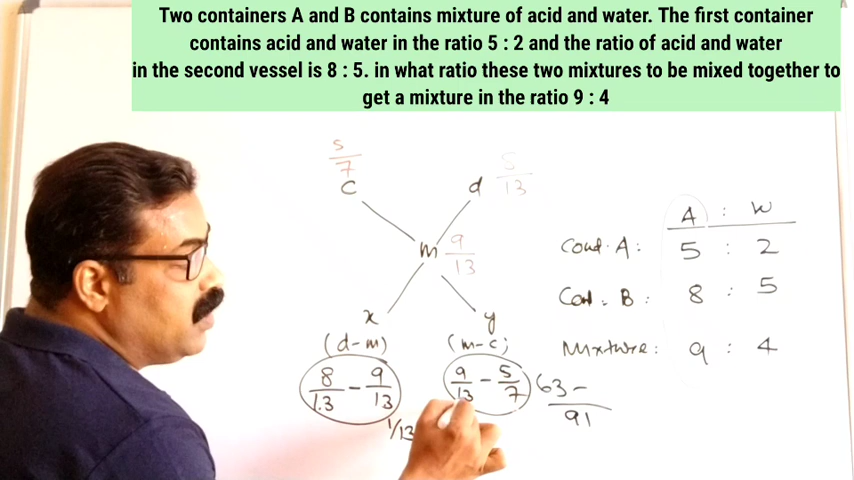 Two containers A and B contains mixture of acid and water. The first container
contains acid and water in the ratio 5 : 2 and the ratio of acid and water
in the second vessel is 8 : 5. in what ratio these two mixtures to be mixed together to
get a mixture in the ratio 9 : 4
5/7
c
d 8/13
m 9/13
x
y
(d-m)
(m-c)
8/13 - 9/13
9/13 - 5/7
63-/91
1/13
A : W
Cont. A: 5 : 2
Cont. B: 8 : 5
Mixture: 9 : 4